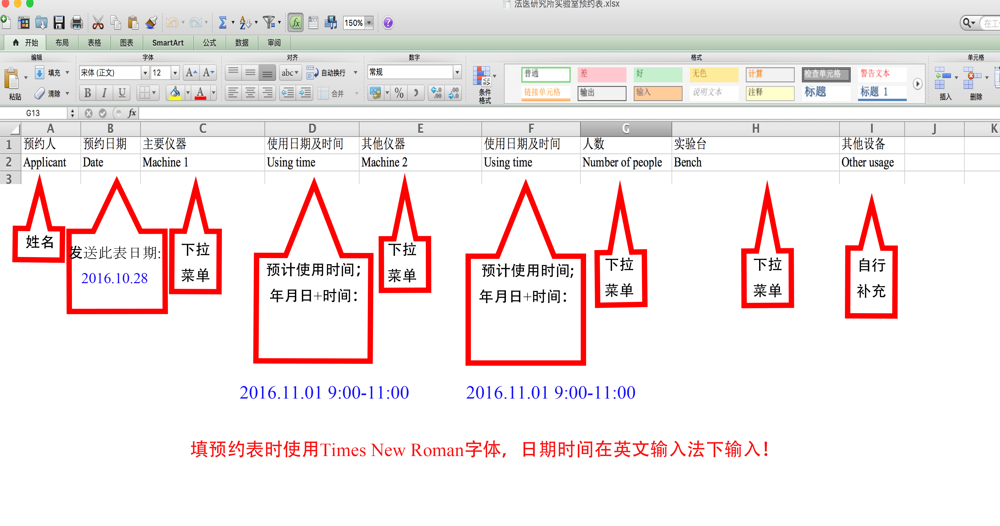 法医研究所实验室预约表.xlsx
150%
开始 布局 表格 图表 SmartArt 公式 数据 审阅
编辑 字体 对齐 数字 格式 单元格
粘贴 填充 宋体 (正文) 12 A A abc 自动换行 常规 条件格式 普通 差 好 无色 计算 检查单元格 警告文本 插入 删除
清除 B I U A 合并 % .0 .00 .00 .0 链接单元格 输出 输入 说明文本 注释 标题 标题 1
G13 fx
A B C D E F G H I J K
1 预约人 预约日期 主要仪器 使用日期及时间 其他仪器 使用日期及时间 人数 实验台 其他设备
2 Applicant Date Machine 1 Using time Machine 2 Using time Number of people Bench Other usage
3
姓名
发送此表日期:
2016.10.28
下拉
菜单
预计使用时间;
年月日+时间:
下拉
菜单
预计使用时间;
年月日+时间:
下拉
菜单
下拉
菜单
自行
补充
2016.11.01 9:00-11:00
2016.11.01 9:00-11:00
填预约表时使用Times New Roman字体，日期时间在英文输入法下输入！